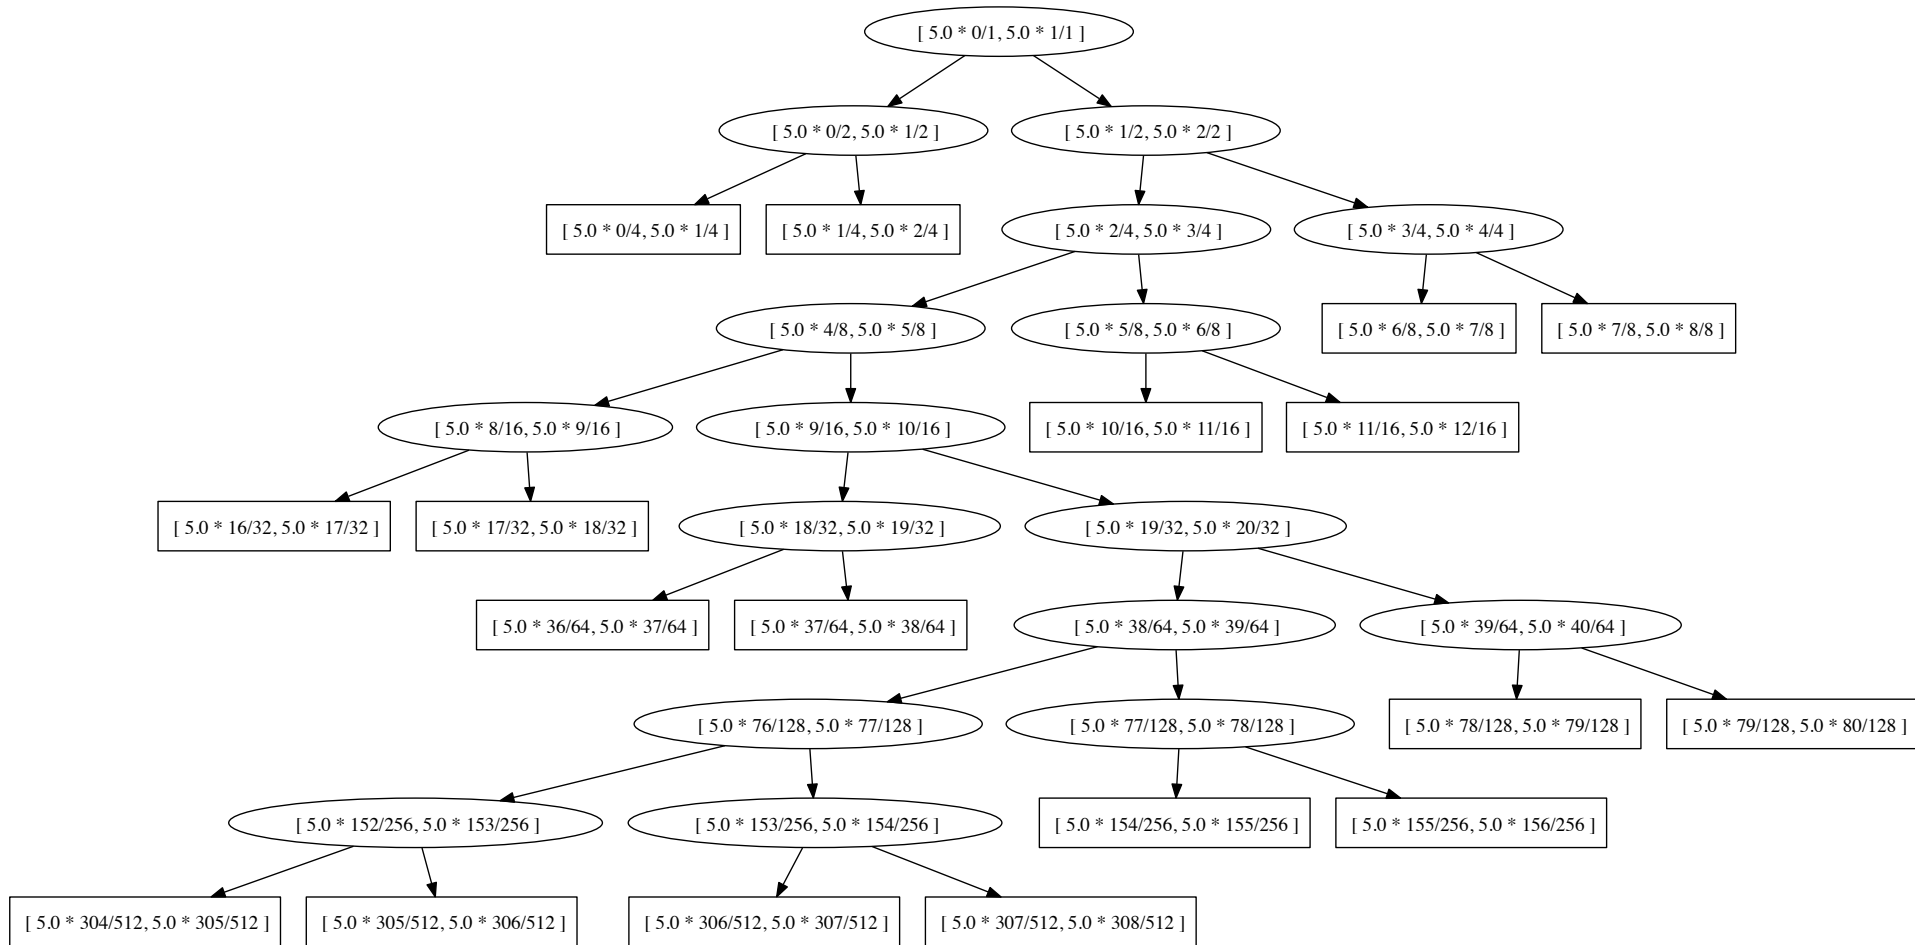 [ 5.0 * 0/1, 5.0 * 1/1 ]
[ 5.0 * 0/2, 5.0 * 1/2 ]
[ 5.0 * 1/2, 5.0 * 2/2 ]
[ 5.0 * 0/4, 5.0 * 1/4 ]
[ 5.0 * 1/4, 5.0 * 2/4 ]
[ 5.0 * 2/4, 5.0 * 3/4 ]
[ 5.0 * 3/4, 5.0 * 4/4 ]
[ 5.0 * 4/8, 5.0 * 5/8 ]
[ 5.0 * 5/8, 5.0 * 6/8 ]
[ 5.0 * 6/8, 5.0 * 7/8 ]
[ 5.0 * 7/8, 5.0 * 8/8 ]
[ 5.0 * 8/16, 5.0 * 9/16 ]
[ 5.0 * 9/16, 5.0 * 10/16 ]
[ 5.0 * 10/16, 5.0 * 11/16 ]
[ 5.0 * 11/16, 5.0 * 12/16 ]
[ 5.0 * 16/32, 5.0 * 17/32 ]
[ 5.0 * 17/32, 5.0 * 18/32 ]
[ 5.0 * 18/32, 5.0 * 19/32 ]
[ 5.0 * 19/32, 5.0 * 20/32 ]
[ 5.0 * 36/64, 5.0 * 37/64 ]
[ 5.0 * 37/64, 5.0 * 38/64 ]
[ 5.0 * 38/64, 5.0 * 39/64 ]
[ 5.0 * 39/64, 5.0 * 40/64 ]
[ 5.0 * 76/128, 5.0 * 77/128 ]
[ 5.0 * 77/128, 5.0 * 78/128 ]
[ 5.0 * 78/128, 5.0 * 79/128 ]
[ 5.0 * 79/128, 5.0 * 80/128 ]
[ 5.0 * 152/256, 5.0 * 153/256 ]
[ 5.0 * 153/256, 5.0 * 154/256 ]
[ 5.0 * 154/256, 5.0 * 155/256 ]
[ 5.0 * 155/256, 5.0 * 156/256 ]
[ 5.0 * 304/512, 5.0 * 305/512 ]
[ 5.0 * 305/512, 5.0 * 306/512 ]
[ 5.0 * 306/512, 5.0 * 307/512 ]
[ 5.0 * 307/512, 5.0 * 308/512 ]